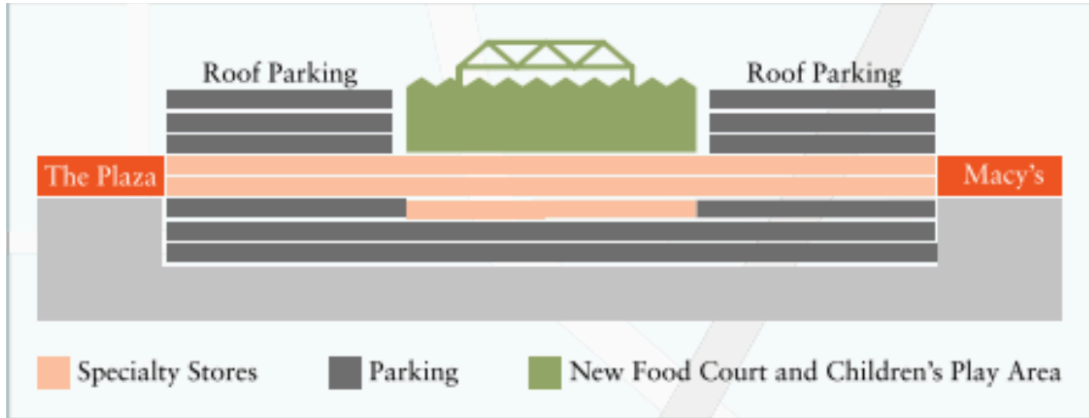 Roof Parking
Roof Parking
The Plaza
Macy's
Specialty Stores
Parking
New Food Court and Children's Play Area